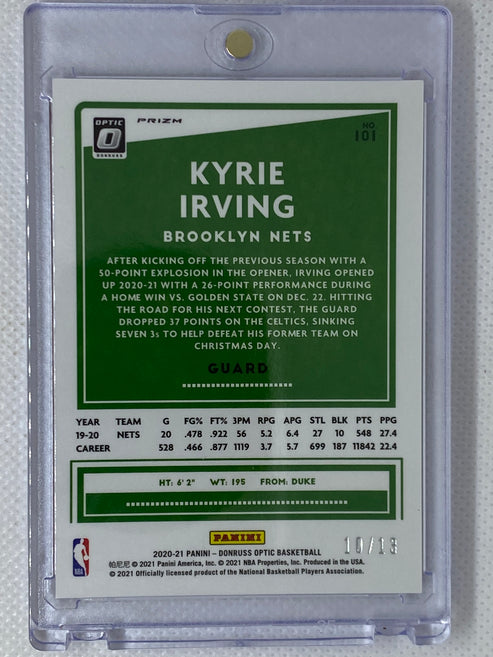 OPTIC
DONRUSS
PRIZM
NO
101
KYRIE
IRVING
BROOKLYN NETS
AFTER KICKING OFF THE PREVIOUS SEASON WITH A
50-POINT EXPLOSION IN THE OPENER, IRVING OPENED
UP 2020-21 WITH A 26-POINT PERFORMANCE DURING
A HOME WIN VS. GOLDEN STATE ON DEC. 22. HITTING
THE ROAD FOR HIS NEXT CONTEST, THE GUARD
DROPPED 37 POINTS ON THE CELTICS, SINKING
SEVEN 3s TO HELP DEFEAT HIS FORMER TEAM ON
CHRISTMAS DAY.
GUARD
YEAR TEAM G FG% FT% 3PM RPG APG STL BLK PTS PPG
19-20 NETS 20 .478 .922 56 5.2 6.4 27 10 548 27.4
CAREER 528 .466 .877 1119 3.7 5.7 699 187 11842 22.4
HT: 6' 2" WT: 195 FROM: DUKE
PANINI
2020-21 PANINI – DONRUSS OPTIC BASKETBALL
10/13
帕尼尼 © 2021 Panini America, Inc. © 2021 NBA Properties, Inc. Produced in the USA.
© 2021 Officially licensed product of the National Basketball Players Association.